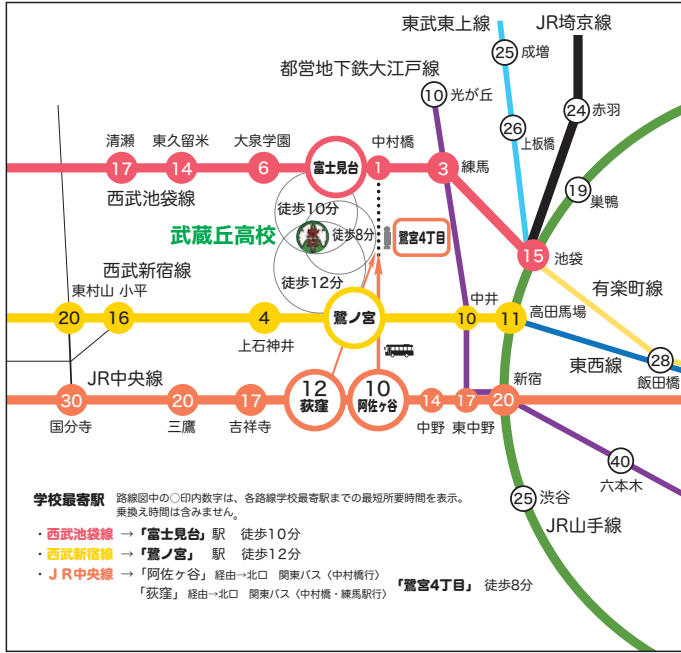 東武東上線
JR埼京線
25 成増
都営地下鉄大江戸線
10 光が丘
24 赤羽
26 上板橋
清瀬 東久留米 大泉学園 中村橋
17 14 6 富士見台 1 3 練馬
西武池袋線
19 巣鴨
徒歩10分
武蔵丘高校
徒歩8分
鷺宮4丁目
15 池袋
西武新宿線
徒歩12分
東村山 小平
有楽町線
中井
20 16 4 鷺ノ宮 10 11 高田馬場
上石神井
東西線
28
飯田橋
JR中央線
新宿
30 20 17 12 荻窪 10 阿佐ヶ谷 14 17 20
国分寺 三鷹 吉祥寺 中野 東中野
40
六本木
25 渋谷
JR山手線
学校最寄駅 路線図中の○印内数字は、各路線学校最寄駅までの最短所要時間を表示。
乗換え時間は含みません。
・西武池袋線 → 「富士見台」駅 徒歩10分
・西武新宿線 → 「鷺ノ宮」 駅 徒歩12分
・JR中央線 → 「阿佐ヶ谷」経由→北口 関東バス〈中村橋行〉
「荻窪」経由→北口 関東バス〈中村橋・練馬駅行〉 「鷺宮4丁目」徒歩8分